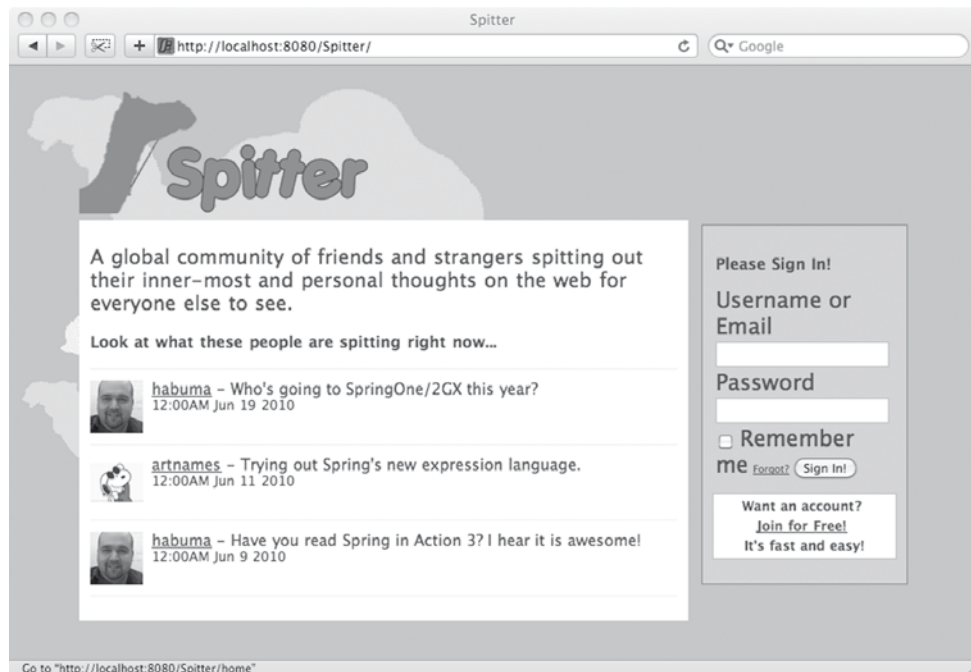 Spitter
http://localhost:8080/Spitter/
Google
Spitter
A global community of friends and strangers spitting out
their inner-most and personal thoughts on the web for
everyone else to see.
Look at what these people are spitting right now...
habuma – Who's going to SpringOne/2GX this year?
12:00AM Jun 19 2010
artnames – Trying out Spring's new expression language.
12:00AM Jun 11 2010
habuma – Have you read Spring in Action 3? I hear it is awesome!
12:00AM Jun 9 2010
Please Sign In!
Username or
Email
Password
Remember
me Forgot? Sign In!
Want an account?
Join for Free!
It's fast and easy!
Go to "http://localhost:8080/Spitter/home"